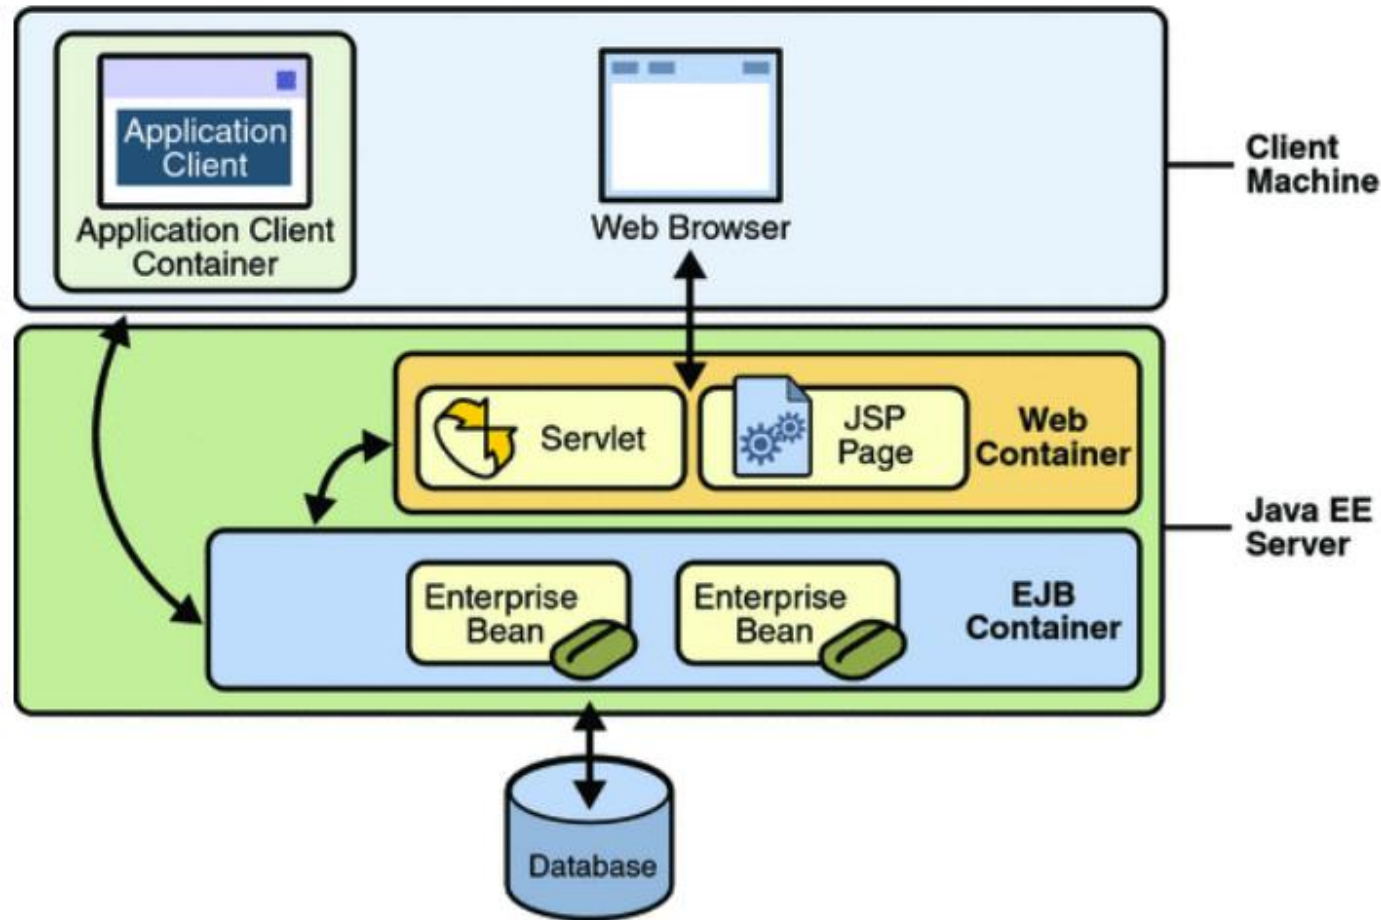 Application
Client
Application Client
Container
Web Browser
Client
Machine
Servlet
JSP
Page
Web
Container
Java EE
Server
Enterprise
Bean
Enterprise
Bean
EJB
Container
Database